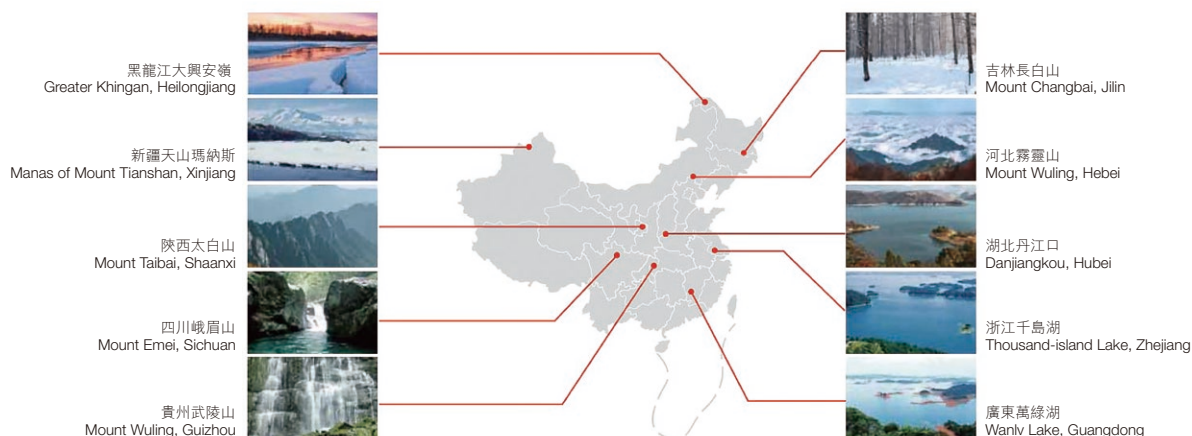 黑龍江大興安嶺
Greater Khingan, Heilongjiang
新疆天山瑪納斯
Manas of Mount Tianshan, Xinjiang
陝西太白山
Mount Taibai, Shaanxi
四川峨眉山
Mount Emei, Sichuan
貴州武陵山
Mount Wuling, Guizhou
吉林長白山
Mount Changbai, Jilin
河北霧靈山
Mount Wuling, Hebei
湖北丹江口
Danjiangkou, Hubei
浙江千島湖
Thousand-island Lake, Zhejiang
廣東萬綠湖
Wanlv Lake, Guangdong